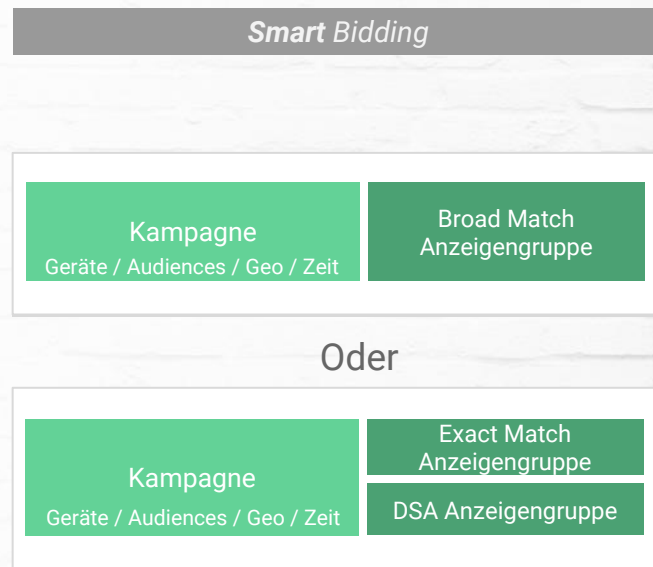 Smart Bidding
Kampagne
Geräte / Audiences / Geo / Zeit
Broad Match
Anzeigengruppe
Oder
Kampagne
Geräte / Audiences / Geo / Zeit
Exact Match
Anzeigengruppe
DSA Anzeigengruppe